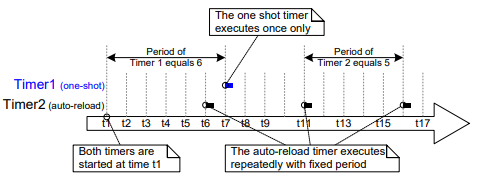 The one shot timer
executes once only
Period of
Timer 1 equals 6
Period of
Timer 2 equals 5
Timer1 (one-shot)
Timer2 (auto-reload)
t1 t2 t3 t4 t5 t6 t7 t8 t9 t11 t13 t15 t17
Both timers are
started at time t1
The auto-reload timer executes
repeatedly with fixed period